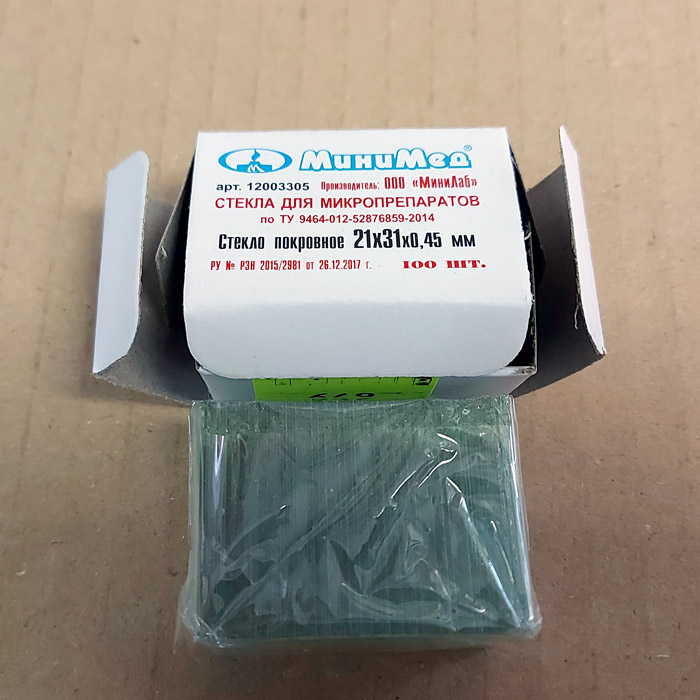 МиниМед®
арт. 12003305 Производитель: ООО «МиниЛаб»
СТЕКЛА ДЛЯ МИКРОПРЕПАРАТОВ
по ТУ 9464-012-52876859-2014
Стекло покровное 21х31х0,45 мм
РУ № РЗН 2015/2981 от 26.12.2017 г. 100 шт.